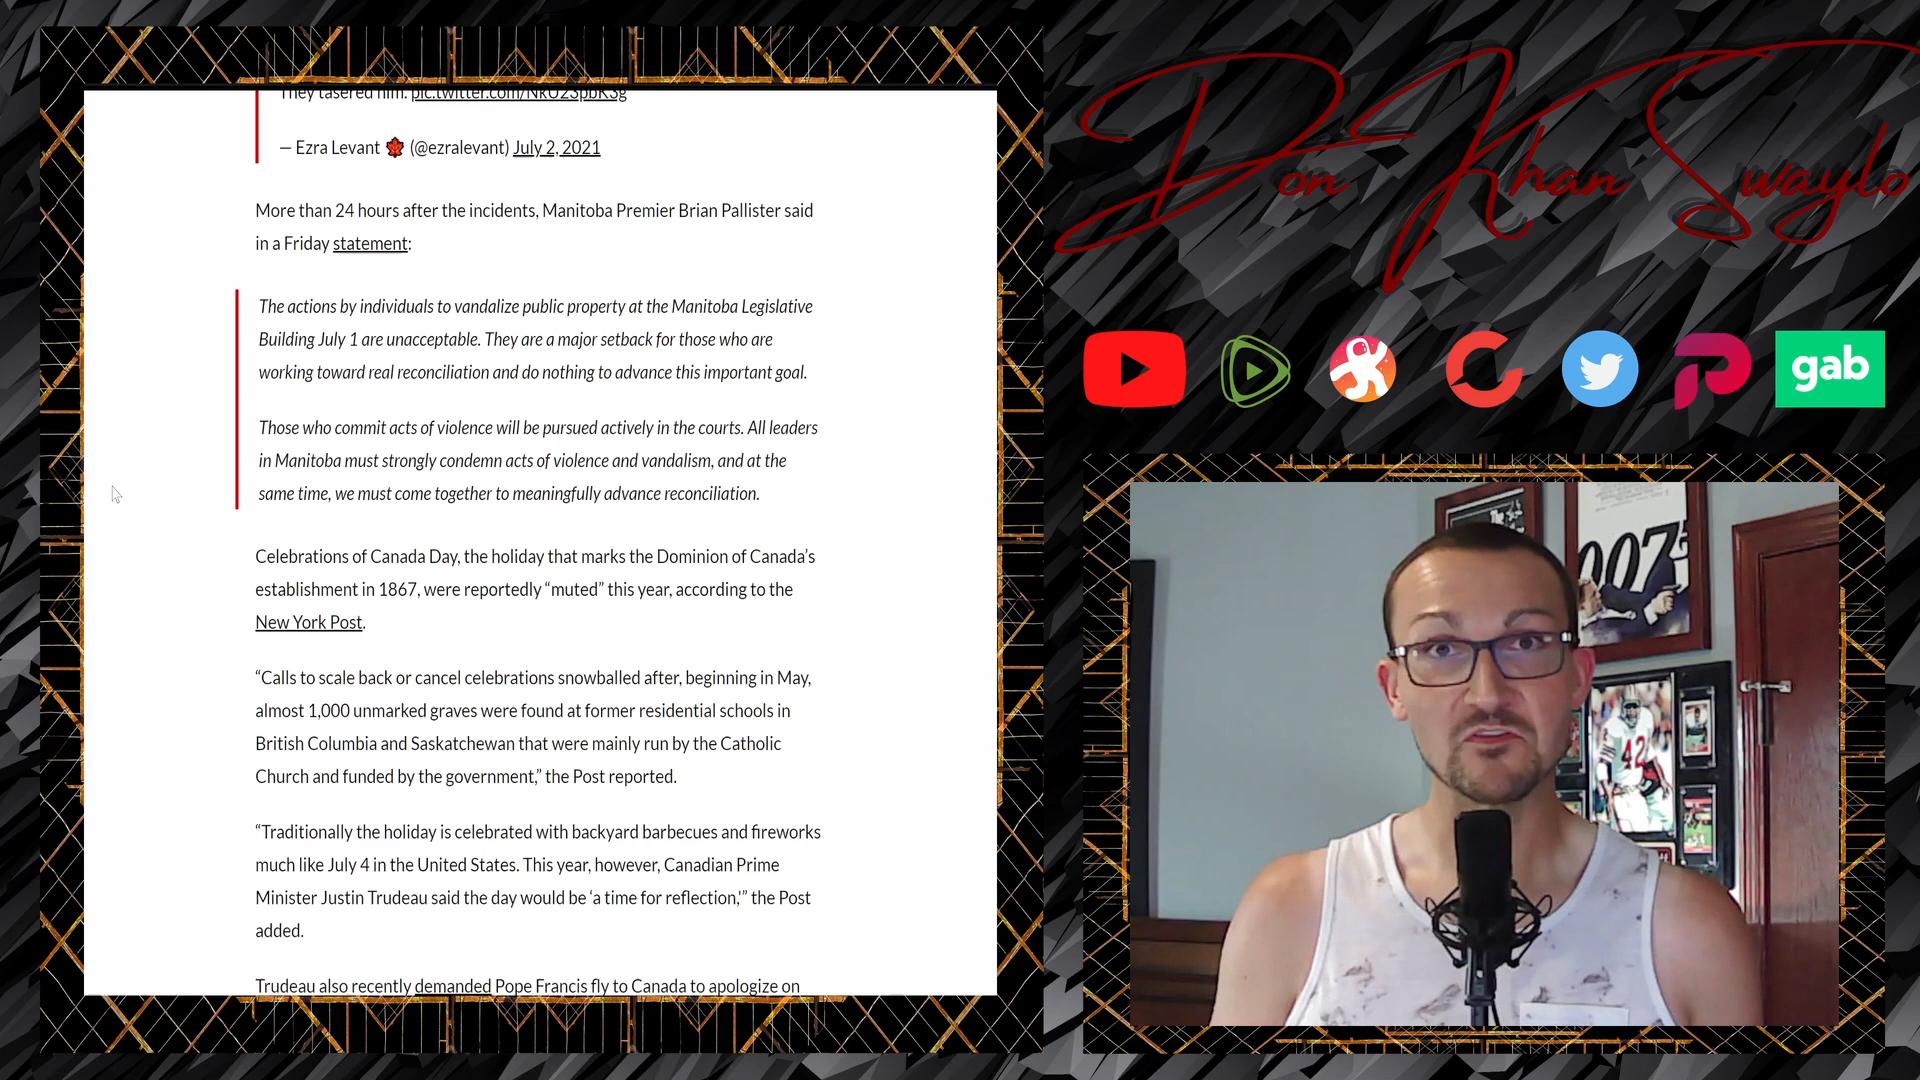 They tasered him. pic.twitter.com/NkU23pbK3g
— Ezra Levant 🍁 (@ezralevant) July 2, 2021
More than 24 hours after the incidents, Manitoba Premier Brian Pallister said
in a Friday statement:
The actions by individuals to vandalize public property at the Manitoba Legislative
Building July 1 are unacceptable. They are a major setback for those who are
working toward real reconciliation and do nothing to advance this important goal.
Those who commit acts of violence will be pursued actively in the courts. All leaders
in Manitoba must strongly condemn acts of violence and vandalism, and at the
same time, we must come together to meaningfully advance reconciliation.
Celebrations of Canada Day, the holiday that marks the Dominion of Canada’s
establishment in 1867, were reportedly “muted” this year, according to the
New York Post.
“Calls to scale back or cancel celebrations snowballed after, beginning in May,
almost 1,000 unmarked graves were found at former residential schools in
British Columbia and Saskatchewan that were mainly run by the Catholic
Church and funded by the government,” the Post reported.
“Traditionally the holiday is celebrated with backyard barbecues and fireworks
much like July 4 in the United States. This year, however, Canadian Prime
Minister Justin Trudeau said the day would be ‘a time for reflection,'” the Post
added.
Trudeau also recently demanded Pope Francis fly to Canada to apologize on
Don Khan Swaylo
gab
007
42